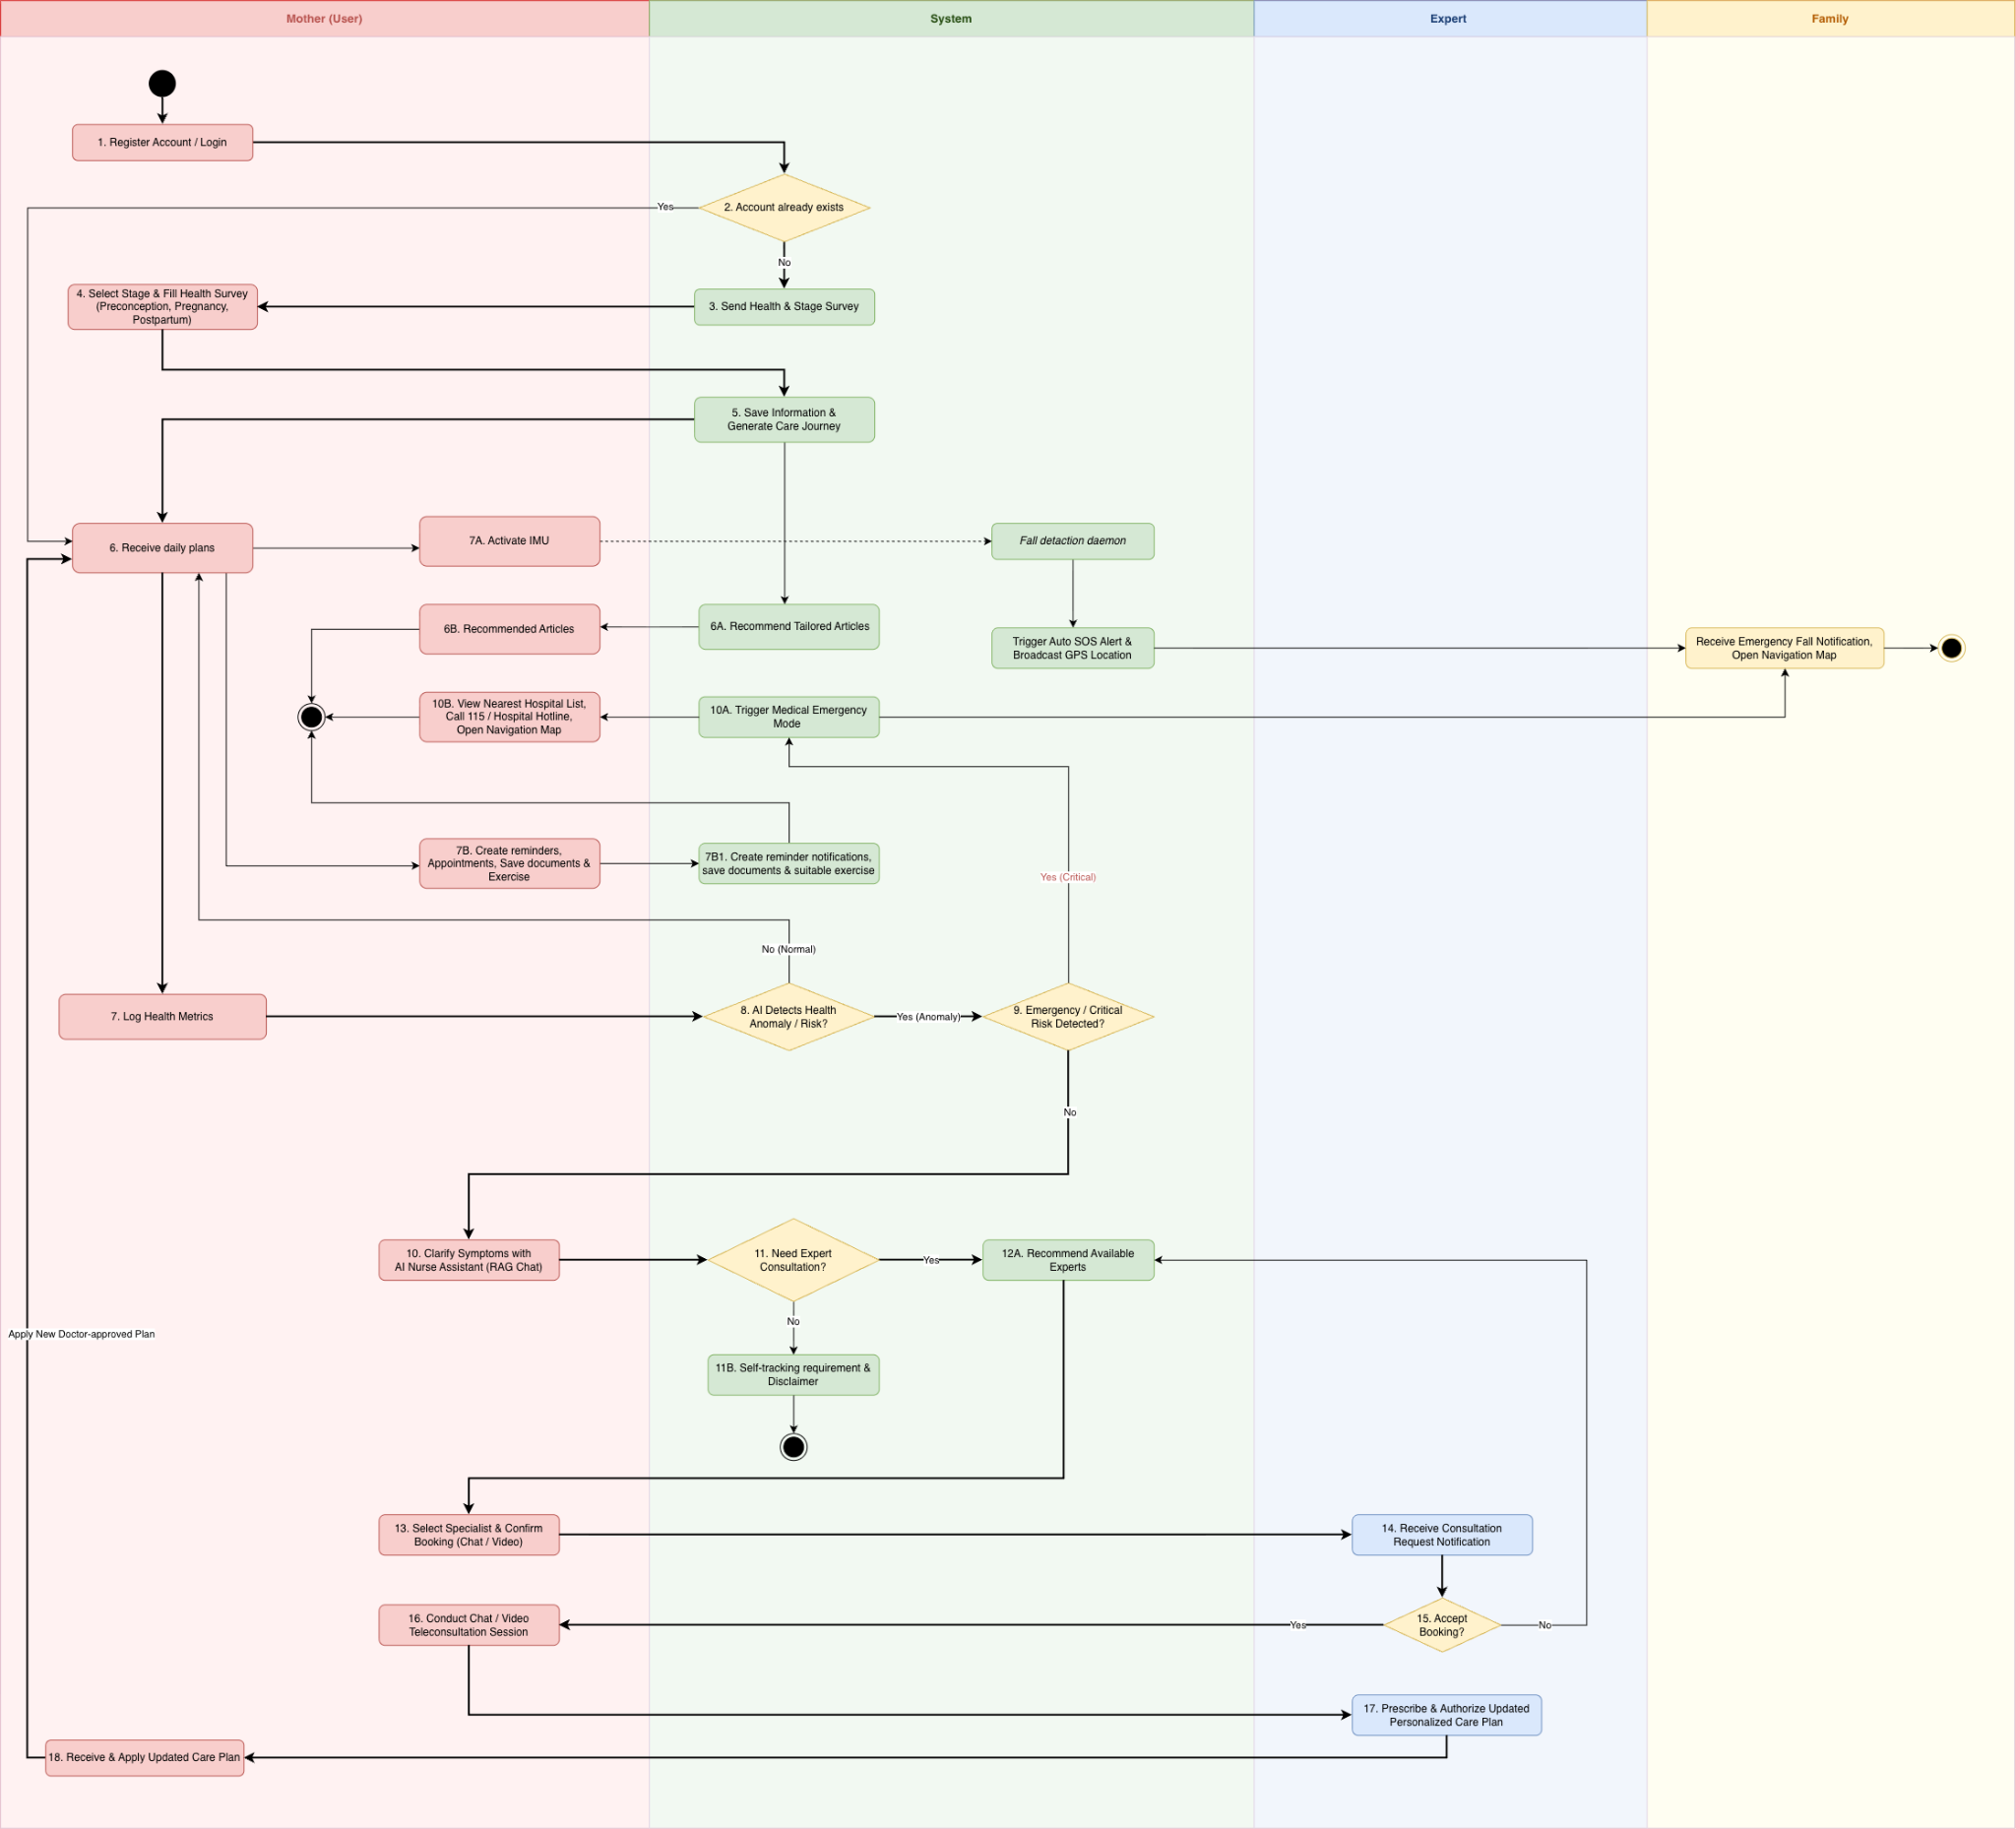 Mother (User)
System
Expert
Family
1. Register Account / Login
2. Account already exists
Yes
No
4. Select Stage & Fill Health Survey
(Preconception, Pregnancy,
Postpartum)
3. Send Health & Stage Survey
5. Save Information &
Generate Care Journey
6. Receive daily plans
7A. Activate IMU
Fall detaction daemon
6B. Recommended Articles
6A. Recommend Tailored Articles
Trigger Auto SOS Alert &
Broadcast GPS Location
Receive Emergency Fall Notification,
Open Navigation Map
10B. View Nearest Hospital List,
Call 115 / Hospital Hotline,
Open Navigation Map
10A. Trigger Medical Emergency
Mode
7B. Create reminders,
Appointments, Save documents &
Exercise
7B1. Create reminder notifications,
save documents & suitable exercise
Yes (Critical)
No (Normal)
7. Log Health Metrics
8. AI Detects Health
Anomaly / Risk?
Yes (Anomaly)
9. Emergency / Critical
Risk Detected?
No
10. Clarify Symptoms with
AI Nurse Assistant (RAG Chat)
11. Need Expert
Consultation?
Yes
12A. Recommend Available
Experts
No
Apply New Doctor-approved Plan
11B. Self-tracking requirement &
Disclaimer
13. Select Specialist & Confirm
Booking (Chat / Video)
14. Receive Consultation
Request Notification
16. Conduct Chat / Video
Teleconsultation Session
Yes
15. Accept
Booking?
No
17. Prescribe & Authorize Updated
Personalized Care Plan
18. Receive & Apply Updated Care Plan